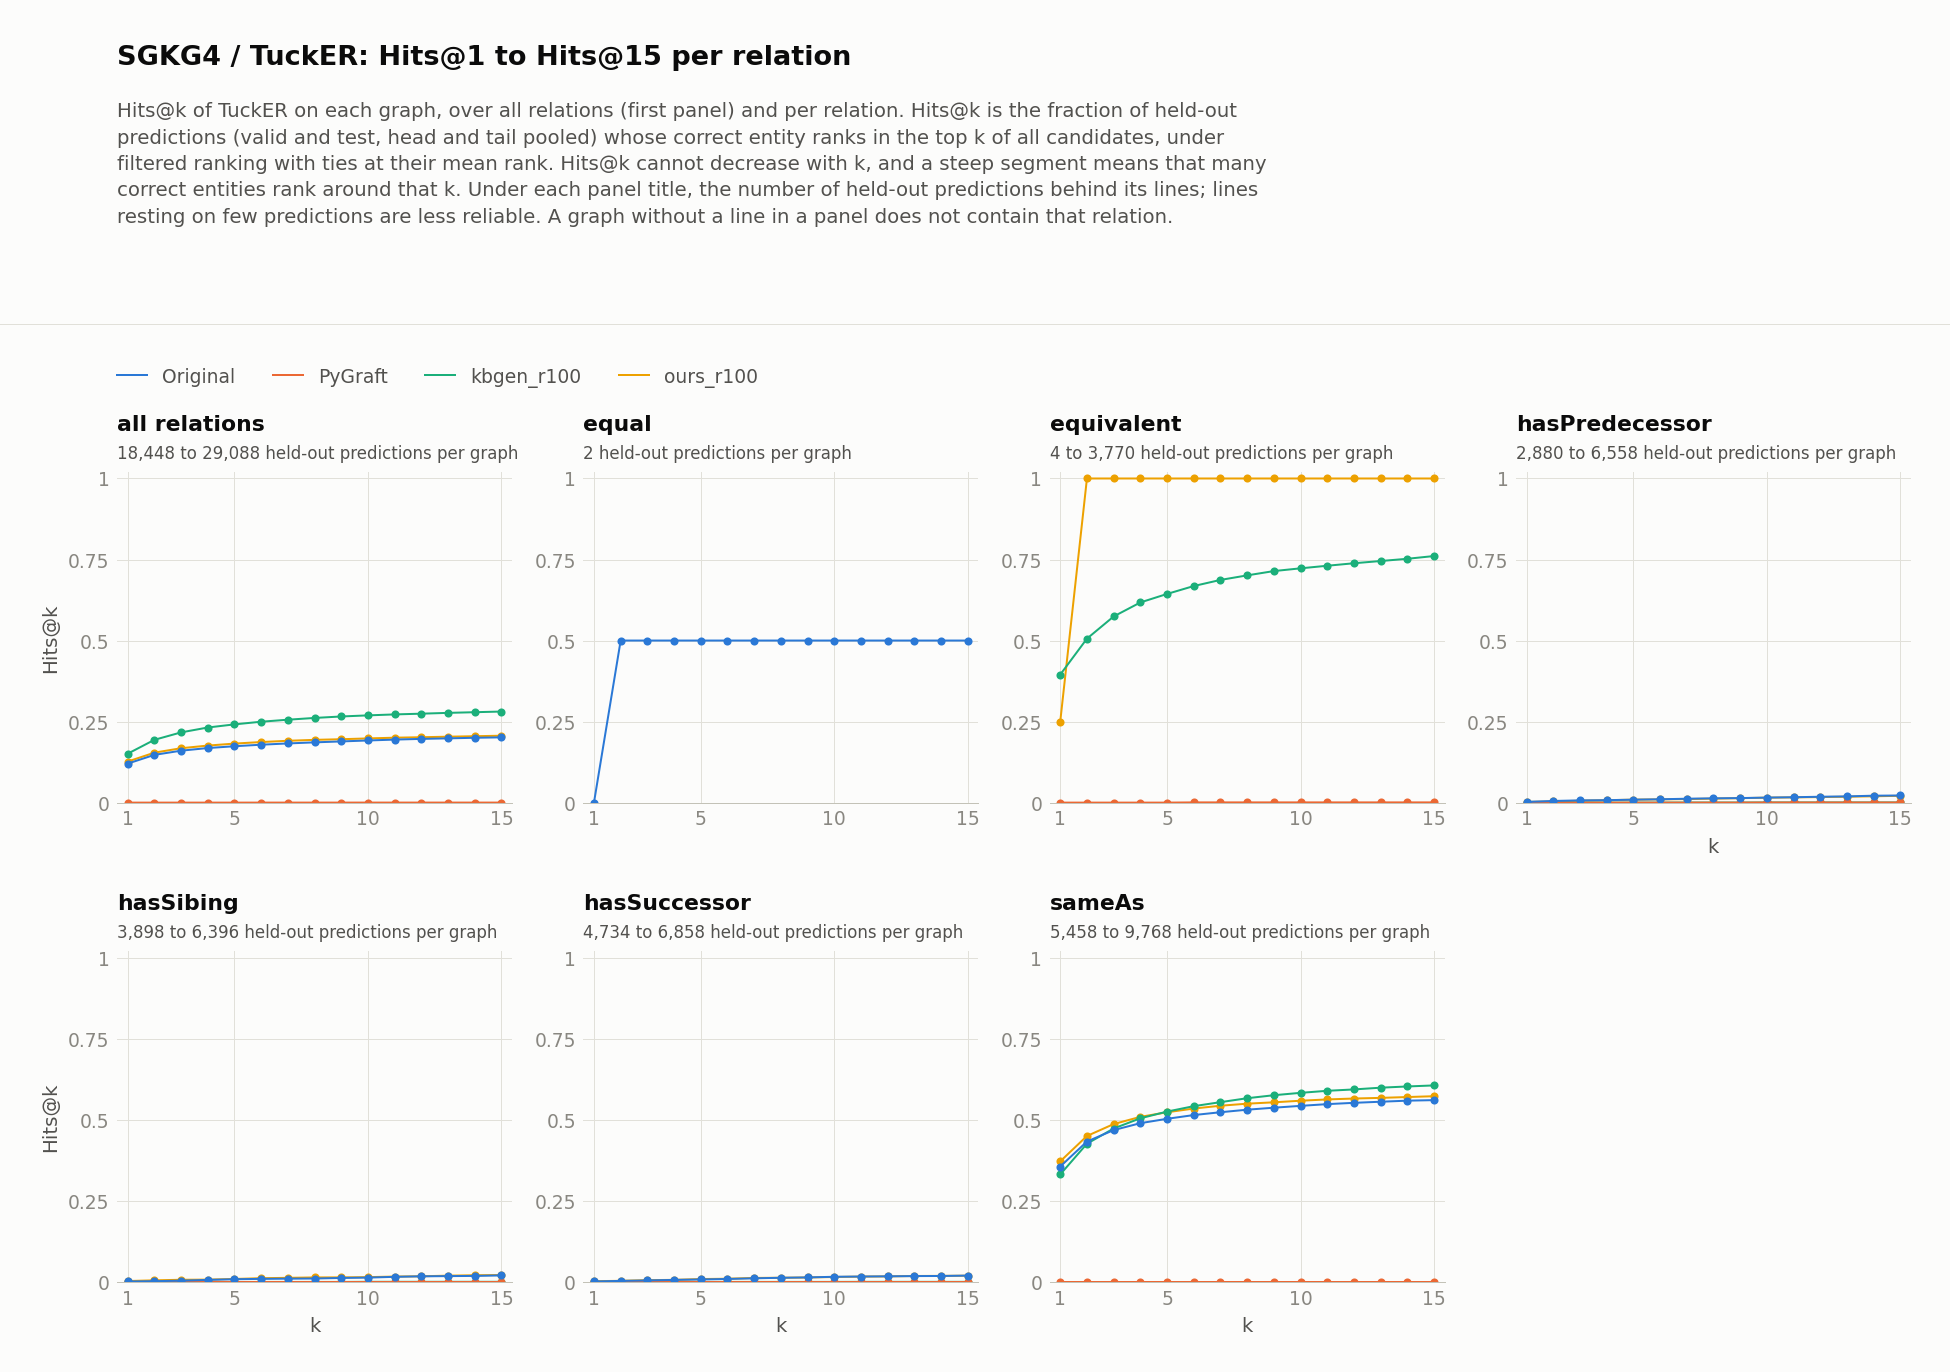 SGKG4 / TuckER: Hits@1 to Hits@15 per relation
Hits@k of TuckER on each graph, over all relations (first panel) and per relation. Hits@k is the fraction of held-out
predictions (valid and test, head and tail pooled) whose correct entity ranks in the top k of all candidates, under
filtered ranking with ties at their mean rank. Hits@k cannot decrease with k, and a steep segment means that many
correct entities rank around that k. Under each panel title, the number of held-out predictions behind its lines; lines
resting on few predictions are less reliable. A graph without a line in a panel does not contain that relation.
Original PyGraft kbgen_r100 ours_r100
all relations
18,448 to 29,088 held-out predictions per graph
1
0.75
0.5
0.25
0
Hits@k
1 5 10 15
equal
2 held-out predictions per graph
1
0.75
0.5
0.25
0
1 5 10 15
equivalent
4 to 3,770 held-out predictions per graph
1
0.75
0.5
0.25
0
1 5 10 15
hasPredecessor
2,880 to 6,558 held-out predictions per graph
1
0.75
0.5
0.25
0
1 5 10 15
k
hasSibing
3,898 to 6,396 held-out predictions per graph
1
0.75
0.5
0.25
0
Hits@k
1 5 10 15
k
hasSuccessor
4,734 to 6,858 held-out predictions per graph
1
0.75
0.5
0.25
0
1 5 10 15
k
sameAs
5,458 to 9,768 held-out predictions per graph
1
0.75
0.5
0.25
0
1 5 10 15
k